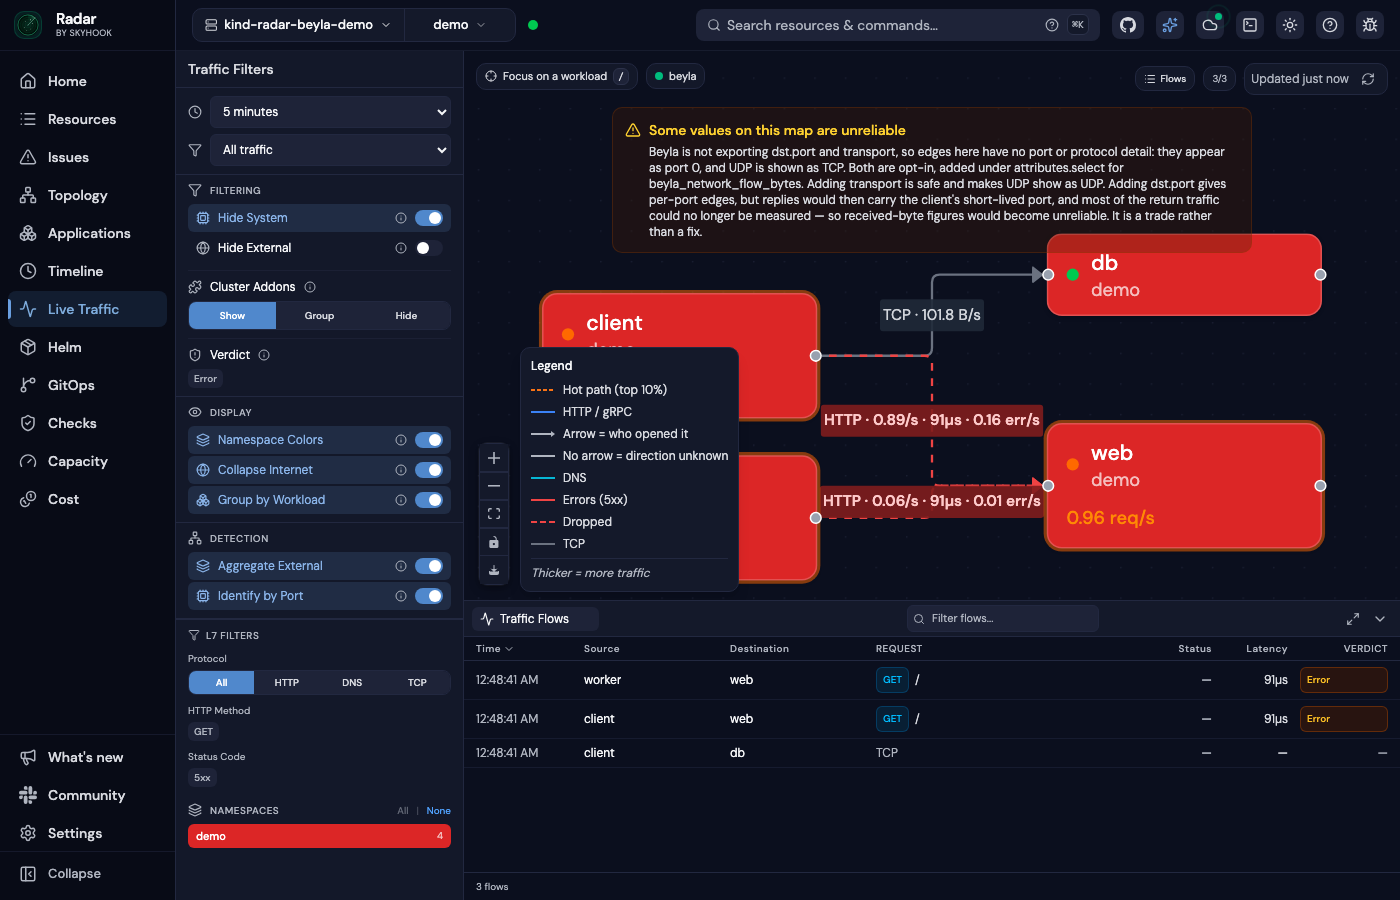 Radar
BY SKYHOOK
kind-radar-beyla-demo
demo
Search resources & commands...
⌘K
Home
Resources
Issues
Topology
Applications
Timeline
Live Traffic
Helm
GitOps
Checks
Capacity
Cost
What's new
Community
Settings
Collapse
Traffic Filters
5 minutes
All traffic
FILTERING
Hide System
Hide External
Cluster Addons
Show Group Hide
Verdict
Error
DISPLAY
Namespace Colors
Collapse Internet
Group by Workload
DETECTION
Aggregate External
Identify by Port
L7 FILTERS
Protocol
All HTTP DNS TCP
HTTP Method
GET
Status Code
5xx
NAMESPACES All | None
demo 4
Focus on a workload /
beyla
Flows
3/3
Updated just now
Some values on this map are unreliable
Beyla is not exporting dst.port and transport, so edges here have no port or protocol detail: they appear
as port 0, and UDP is shown as TCP. Both are opt-in, added under attributes.select for
beyla_network_flow_bytes. Adding transport is safe and makes UDP show as UDP. Adding dst.port gives
per-port edges, but replies would then carry the client's short-lived port, and most of the return traffic
could no longer be measured — so received-byte figures would become unreliable. It is a trade rather
than a fix.
db
demo
TCP · 101.8 B/s
client
HTTP · 0.89/s · 91µs · 0.16 err/s
web
demo
0.96 req/s
HTTP · 0.06/s · 91µs · 0.01 err/s
Legend
Hot path (top 10%)
HTTP / gRPC
Arrow = who opened it
No arrow = direction unknown
DNS
Errors (5xx)
Dropped
TCP
Thicker = more traffic
Traffic Flows
Filter flows...
Time Source Destination REQUEST Status Latency VERDICT
12:48:41 AM worker web GET / — 91µs Error
12:48:41 AM client web GET / — 91µs Error
12:48:41 AM client db TCP — — —
3 flows